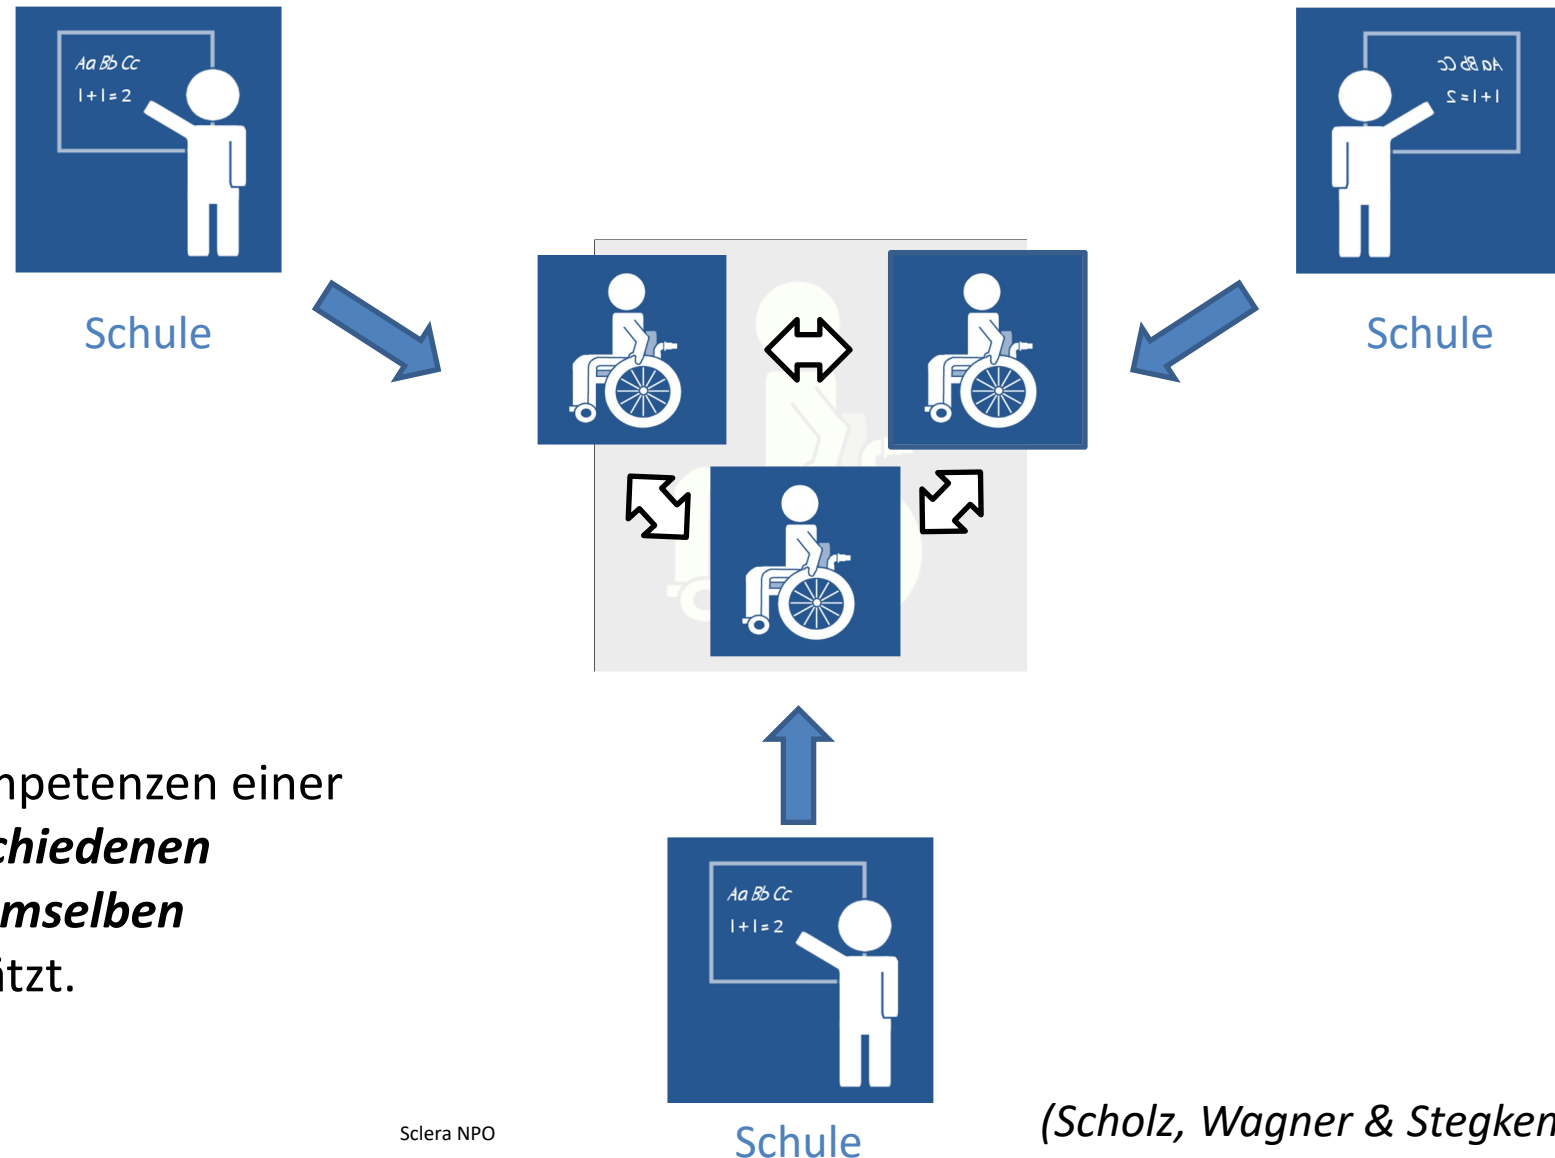 Aa Bb Cc
1+1=2
Aa Bb Cc
1+1=2
Schule
Schule
mpetenzen einer
chiedenen
mselben
itzt.
Aa Bb Cc
1+1=2
Sclera NPO
Schule
(Scholz, Wagner & Stegken